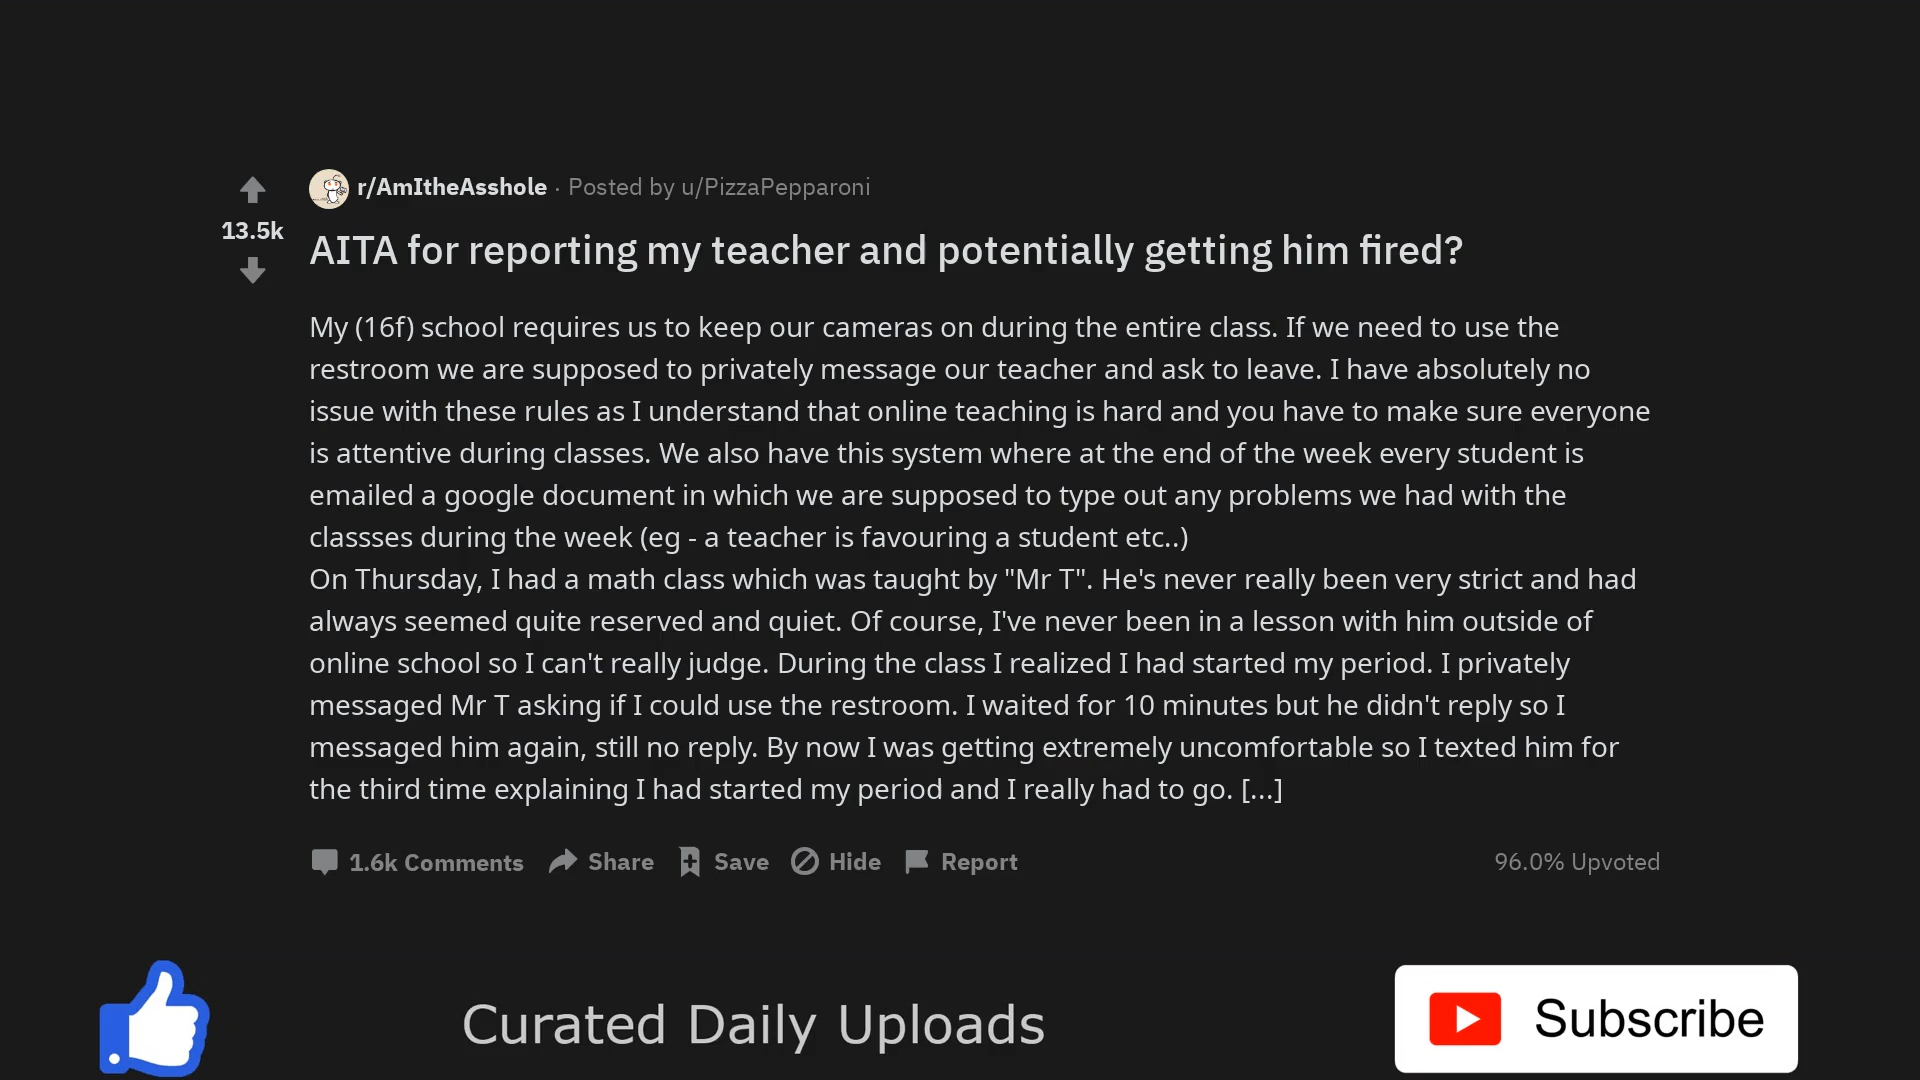 r/AmItheAsshole · Posted by u/PizzaPepparoni
13.5k
AITA for reporting my teacher and potentially getting him fired?
My (16f) school requires us to keep our cameras on during the entire class. If we need to use the
restroom we are supposed to privately message our teacher and ask to leave. I have absolutely no
issue with these rules as I understand that online teaching is hard and you have to make sure everyone
is attentive during classes. We also have this system where at the end of the week every student is
emailed a google document in which we are supposed to type out any problems we had with the
classses during the week (eg - a teacher is favouring a student etc..)
On Thursday, I had a math class which was taught by "Mr T". He's never really been very strict and had
always seemed quite reserved and quiet. Of course, I've never been in a lesson with him outside of
online school so I can't really judge. During the class I realized I had started my period. I privately
messaged Mr T asking if I could use the restroom. I waited for 10 minutes but he didn't reply so I
messaged him again, still no reply. By now I was getting extremely uncomfortable so I texted him for
the third time explaining I had started my period and I really had to go. [...]
1.6k Comments Share Save Hide Report 96.0% Upvoted
Curated Daily Uploads
Subscribe